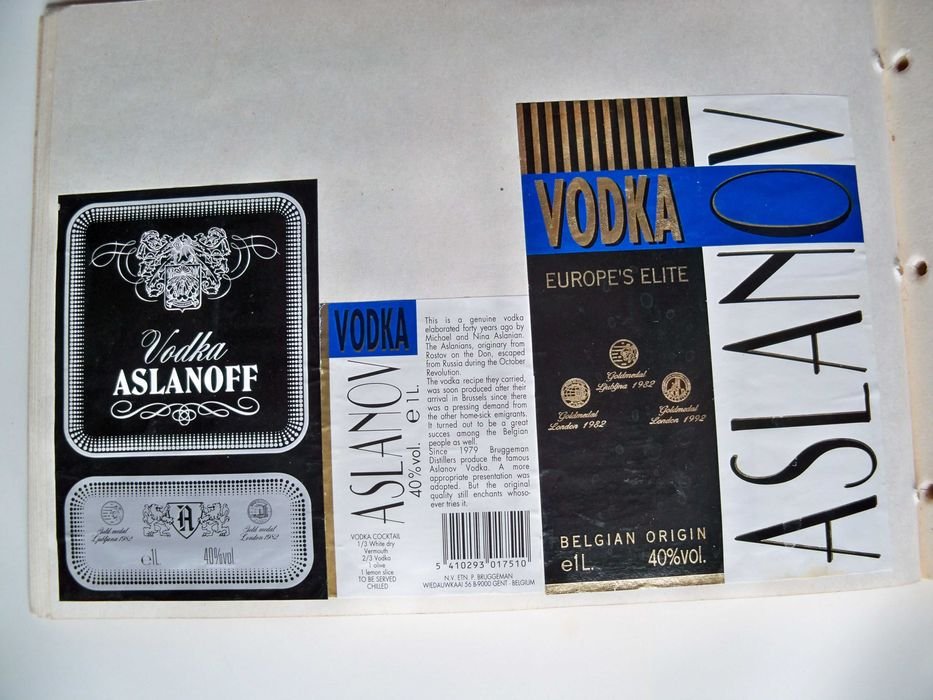 Vodka
ASLANOFF
Gold medal
Ljubljana 1982
A
Gold medal
London 1982
e1L
40%vol
VODKA
ASLANOV
40%vol. e1L.
This is a genuine vodka
elaborated forty years ago by
Michael and Nina Aslanian.
The Aslanians, originary from
Rostov on the Don, escaped
from Russia during the October
Revolution.
The vodka recipe they carried,
was soon produced after their
arrival in Brussels since there
was a pressing demand from
the other home-sick emigrants.
It turned out to be a great
succes among the Belgian
people as well.
Since 1979 Bruggeman
Distillers produce the famous
Aslanov Vodka. A more
appropriate presentation was
adopted. But the original
quality still enchants whoso-
ever tries it.
VODKA COCKTAIL
1/3 White dry
Vermouth
2/3 Vodka
1 olive
1 lemon slice
TO BE SERVED
CHILLED
5 410293 017510
N.V. ETN. P. BRUGGEMAN
WIEDAUWKAAI 56 B-9000 GENT - BELGIUM
VODKA
EUROPE'S ELITE
Goldmedal
Ljubljna 1982
Goldmedal
London 1982
Goldmedal
London 1992
BELGIAN ORIGIN
e1L. 40%vol.
ASLANOV